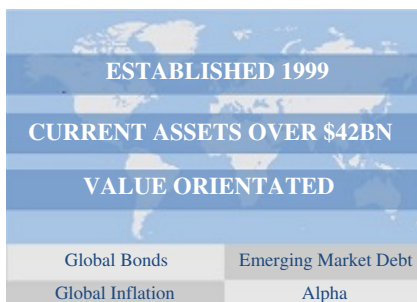 ESTABLISHED 1999
CURRENT ASSETS OVER $42BN
VALUE ORIENTATED
Global Bonds Emerging Market Debt
Global Inflation Alpha